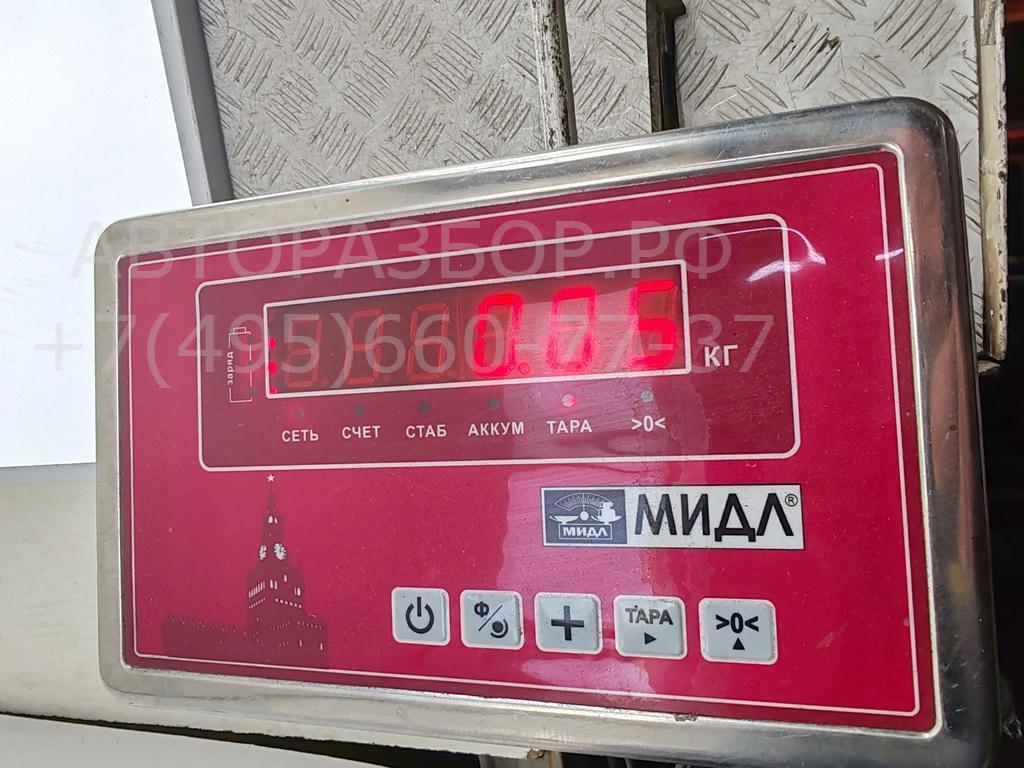 АВТОРАЗБОР.РФ
+7(495)660-77-37
заряд
0.05 КГ
СЕТЬ СЧЕТ СТАБ АККУМ ТАРА >0<
МИДЛ МИДЛ®
Ф + ТАРА >0<